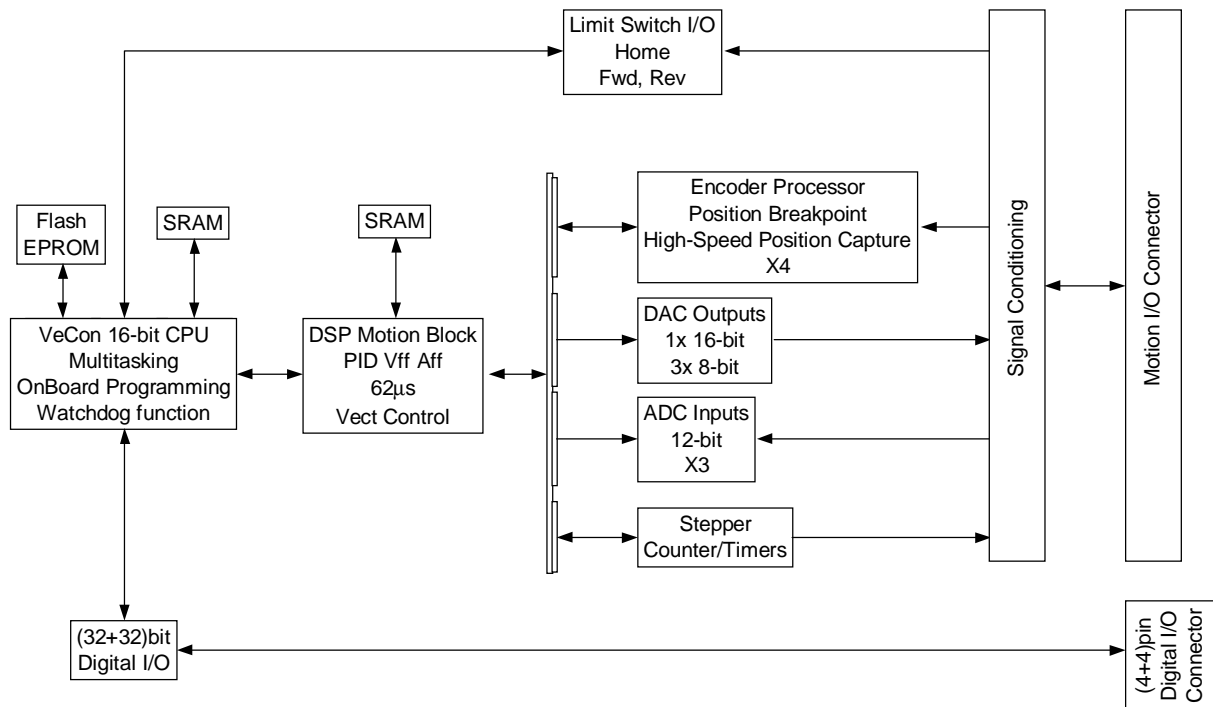 Limit Switch I/O
Home
Fwd, Rev
Flash
EPROM
SRAM
SRAM
Encoder Processor
Position Breakpoint
High-Speed Position Capture
X4
VeCon 16-bit CPU
Multitasking
OnBoard Programming
Watchdog function
DSP Motion Block
PID Vff Aff
62µs
Vect Control
DAC Outputs
1x 16-bit
3x 8-bit
ADC Inputs
12-bit
X3
Stepper
Counter/Timers
Signal Conditioning
Motion I/O Connector
(32+32)bit
Digital I/O
(4+4)pin
Digital I/O
Connector